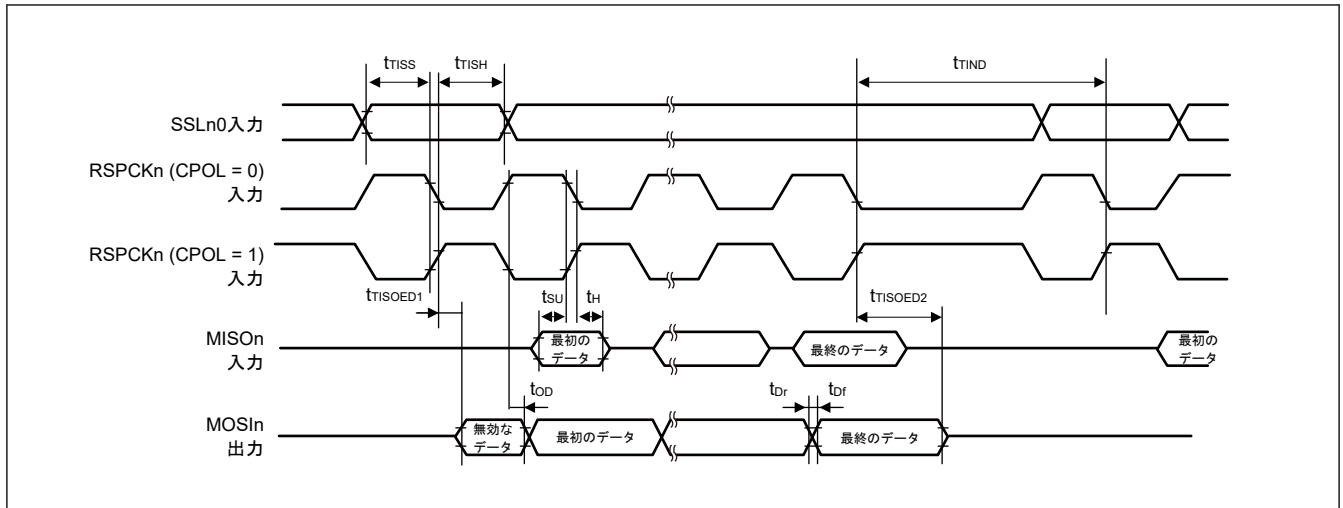 tTISS
tTISH
tTIND
SSLn0入力
RSPCKn (CPOL = 0)
入力
RSPCKn (CPOL = 1)
入力
tTISOED1
tSU
tH
tTISOED2
MISOn
入力
最初の
データ
最終のデータ
最初の
データ
tOD
tDr
tDf
MOSIn
出力
無効な
データ
最初のデータ
最終のデータ